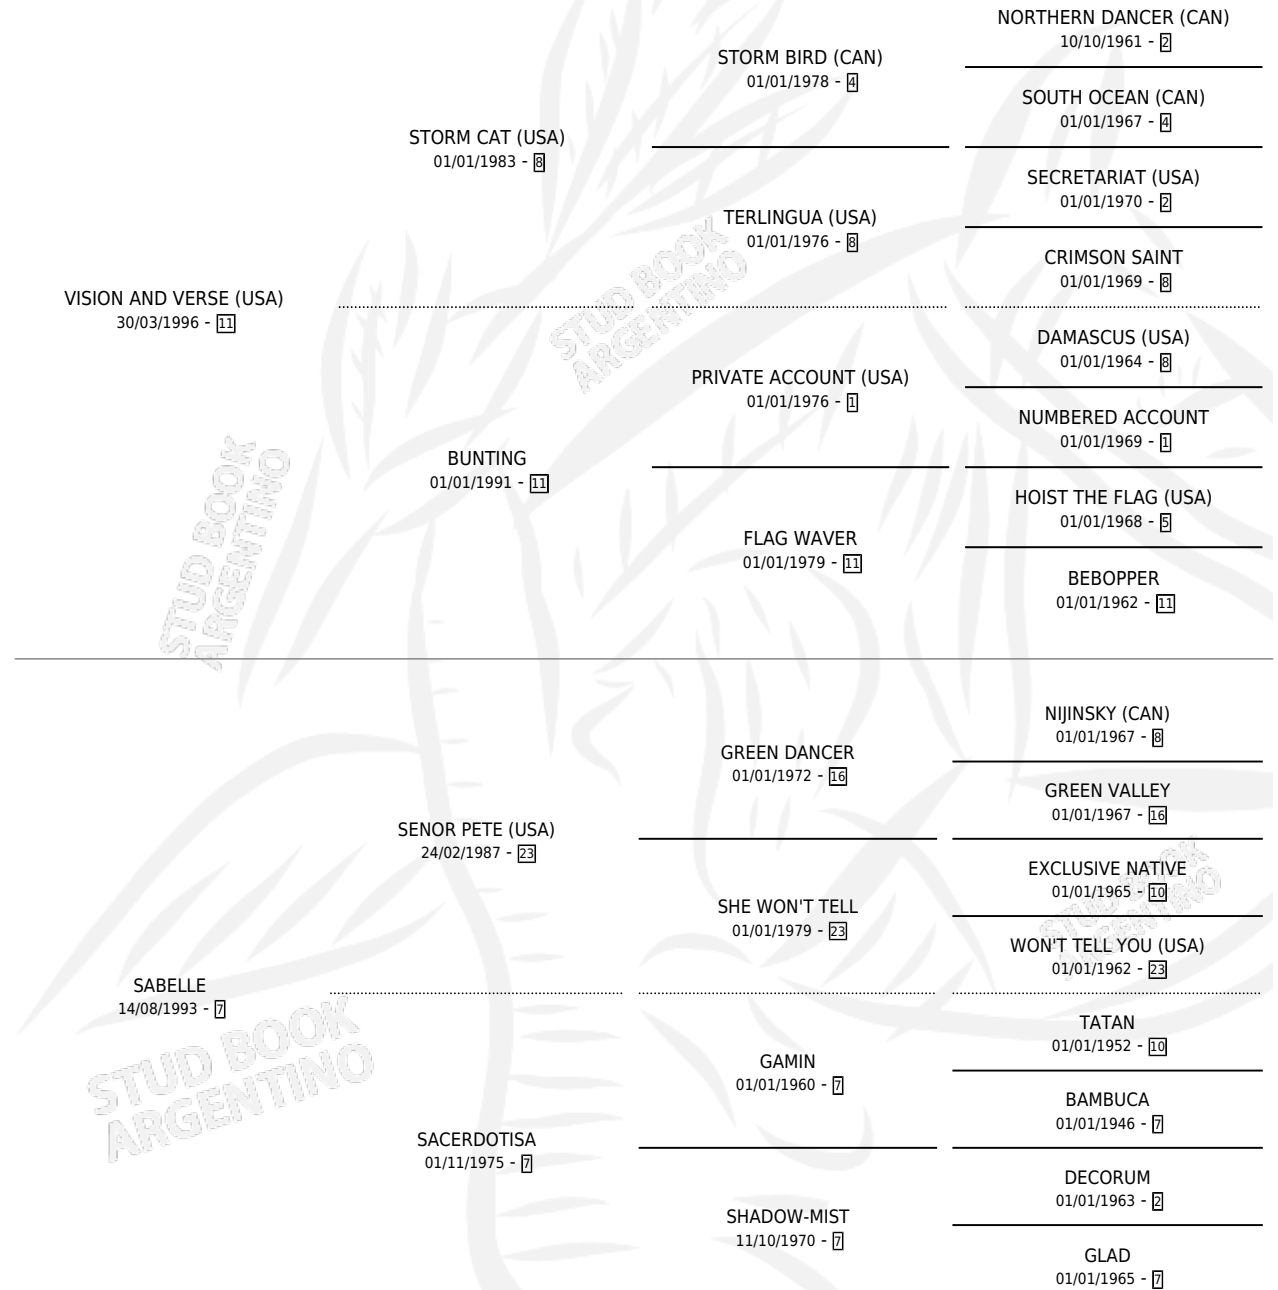 NORTHERN DANCER (CAN)
10/10/1961 - 2
STORM BIRD (CAN)
01/01/1978 - 4
SOUTH OCEAN (CAN)
01/01/1967 - 4
STORM CAT (USA)
01/01/1983 - 8
SECRETARIAT (USA)
01/01/1970 - 2
TERLINGUA (USA)
01/01/1976 - 8
CRIMSON SAINT
01/01/1969 - 8
VISION AND VERSE (USA)
30/03/1996 - 11
DAMASCUS (USA)
01/01/1964 - 8
PRIVATE ACCOUNT (USA)
01/01/1976 - 1
NUMBERED ACCOUNT
01/01/1969 - 1
BUNTING
01/01/1991 - 11
HOIST THE FLAG (USA)
01/01/1968 - 5
FLAG WAVER
01/01/1979 - 11
BEBOPPER
01/01/1962 - 11
NIJINSKY (CAN)
01/01/1967 - 8
GREEN DANCER
01/01/1972 - 16
GREEN VALLEY
01/01/1967 - 16
SENOR PETE (USA)
24/02/1987 - 23
EXCLUSIVE NATIVE
01/01/1965 - 10
SHE WON'T TELL
01/01/1979 - 23
WON'T TELL YOU (USA)
01/01/1962 - 23
SABELLE
14/08/1993 - 7
TATAN
01/01/1952 - 10
GAMIN
01/01/1960 - 7
BAMBUCA
01/01/1946 - 7
SACERDOTISA
01/11/1975 - 7
DECORUM
01/01/1963 - 2
SHADOW-MIST
11/10/1970 - 7
GLAD
01/01/1965 - 7
STUD BOOK
ARGENTINO
STUD BOOK
ARGENTINO
STUD BOOK
ARGENTINO
STUD BOOK
ARGENTINO